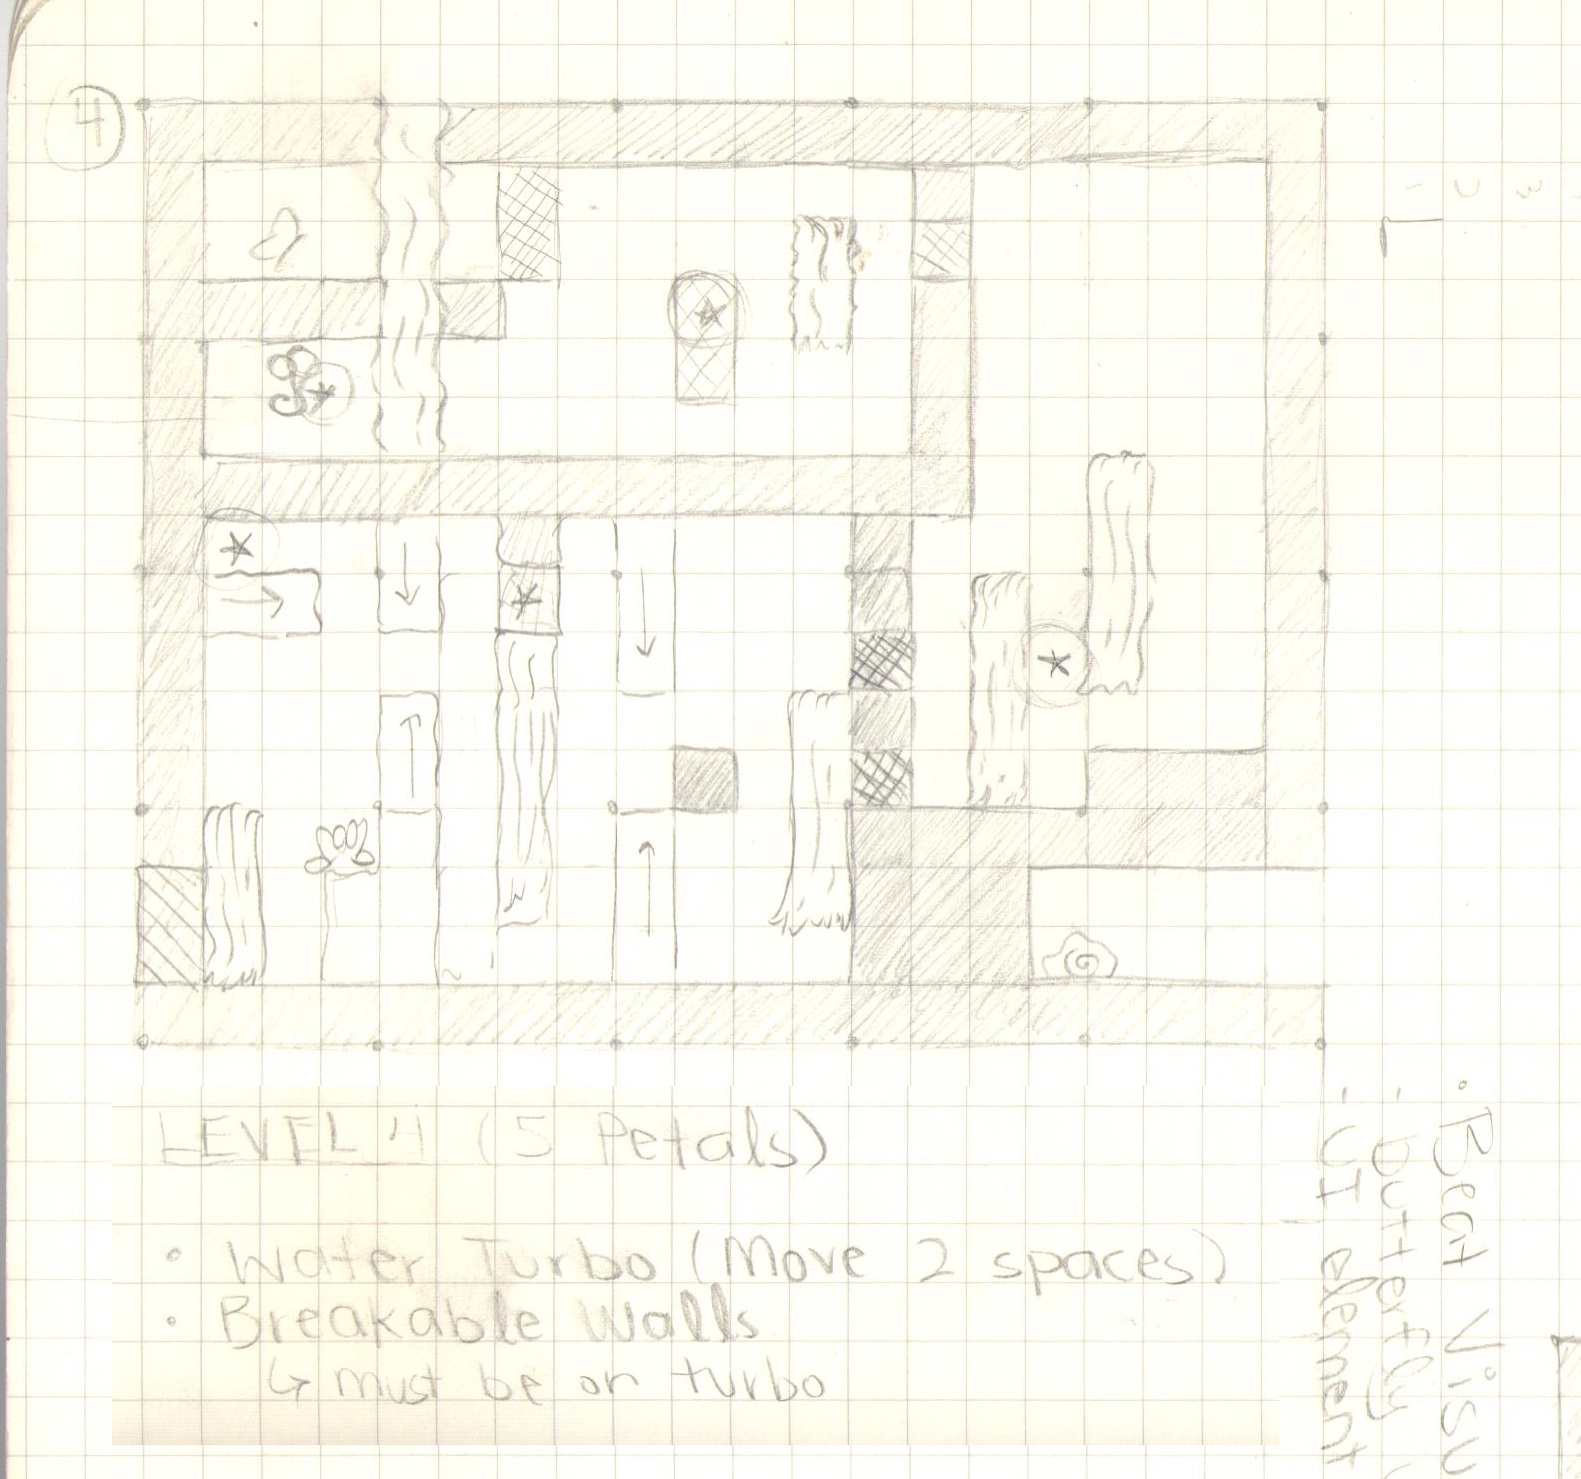 4
1 2 3
LEVEL 4 (5 Petals)
• Water Turbo (Move 2 spaces)
• Breakable Walls
↳ must be on turbo
• Beat Visu
- butterfly
- UI element